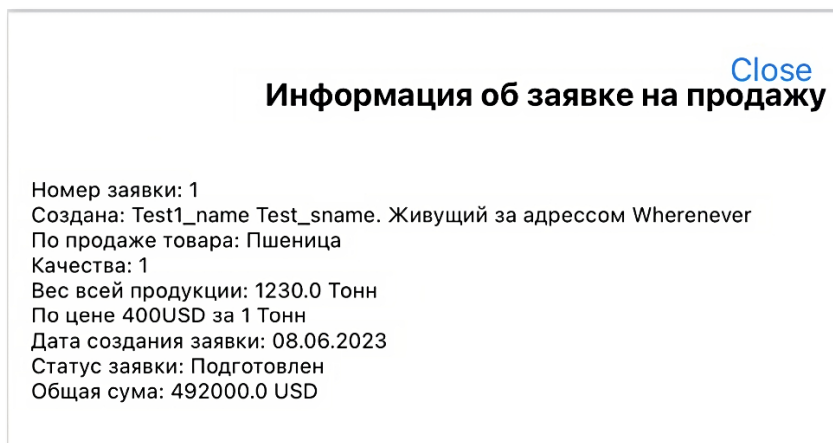 Close
Информация об заявке на продажу
Номер заявки: 1
Создана: Test1_name Test_sname. Живущий за адрессом Wherenever
По продаже товара: Пшеница
Качества: 1
Вес всей продукции: 1230.0 Тонн
По цене 400USD за 1 Тонн
Дата создания заявки: 08.06.2023
Статус заявки: Подготовлен
Общая сума: 492000.0 USD